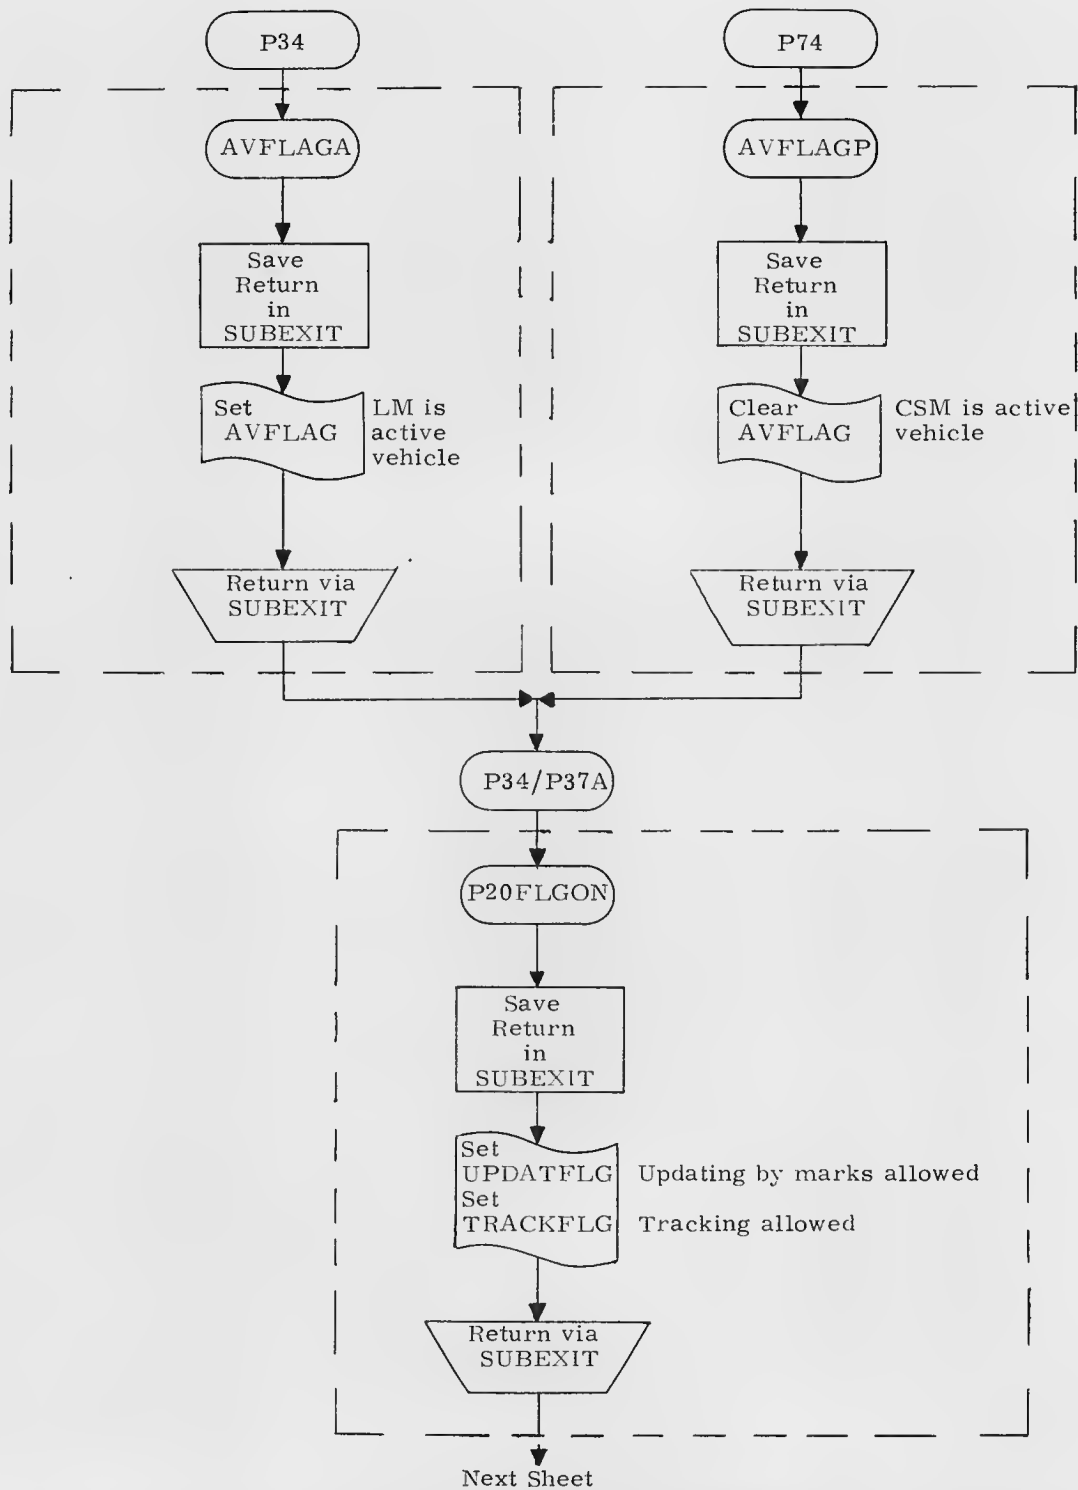 P34
AVFLAGA
Save
Return
in
SUBEXIT
Set
AVFLAG
LM is
active
vehicle
Return via
SUBEXIT
P74
AVFLAGP
Save
Return
in
SUBEXIT
Clear
AVFLAG
CSM is active
vehicle
Return via
SUBEXIT
P34/P37A
P20FLGON
Save
Return
in
SUBEXIT
Set
UPDATFLG Updating by marks allowed
Set
TRACKFLG Tracking allowed
Return via
SUBEXIT
Next Sheet